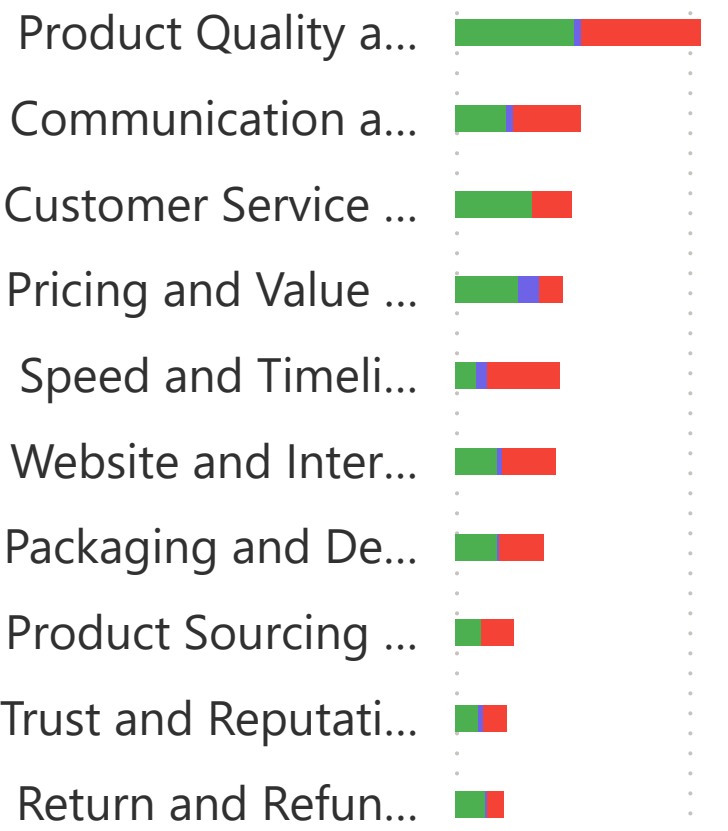 Product Quality a...
Communication a...
Customer Service ...
Pricing and Value ...
Speed and Timeli...
Website and Inter...
Packaging and De...
Product Sourcing ...
Trust and Reputati...
Return and Refun...